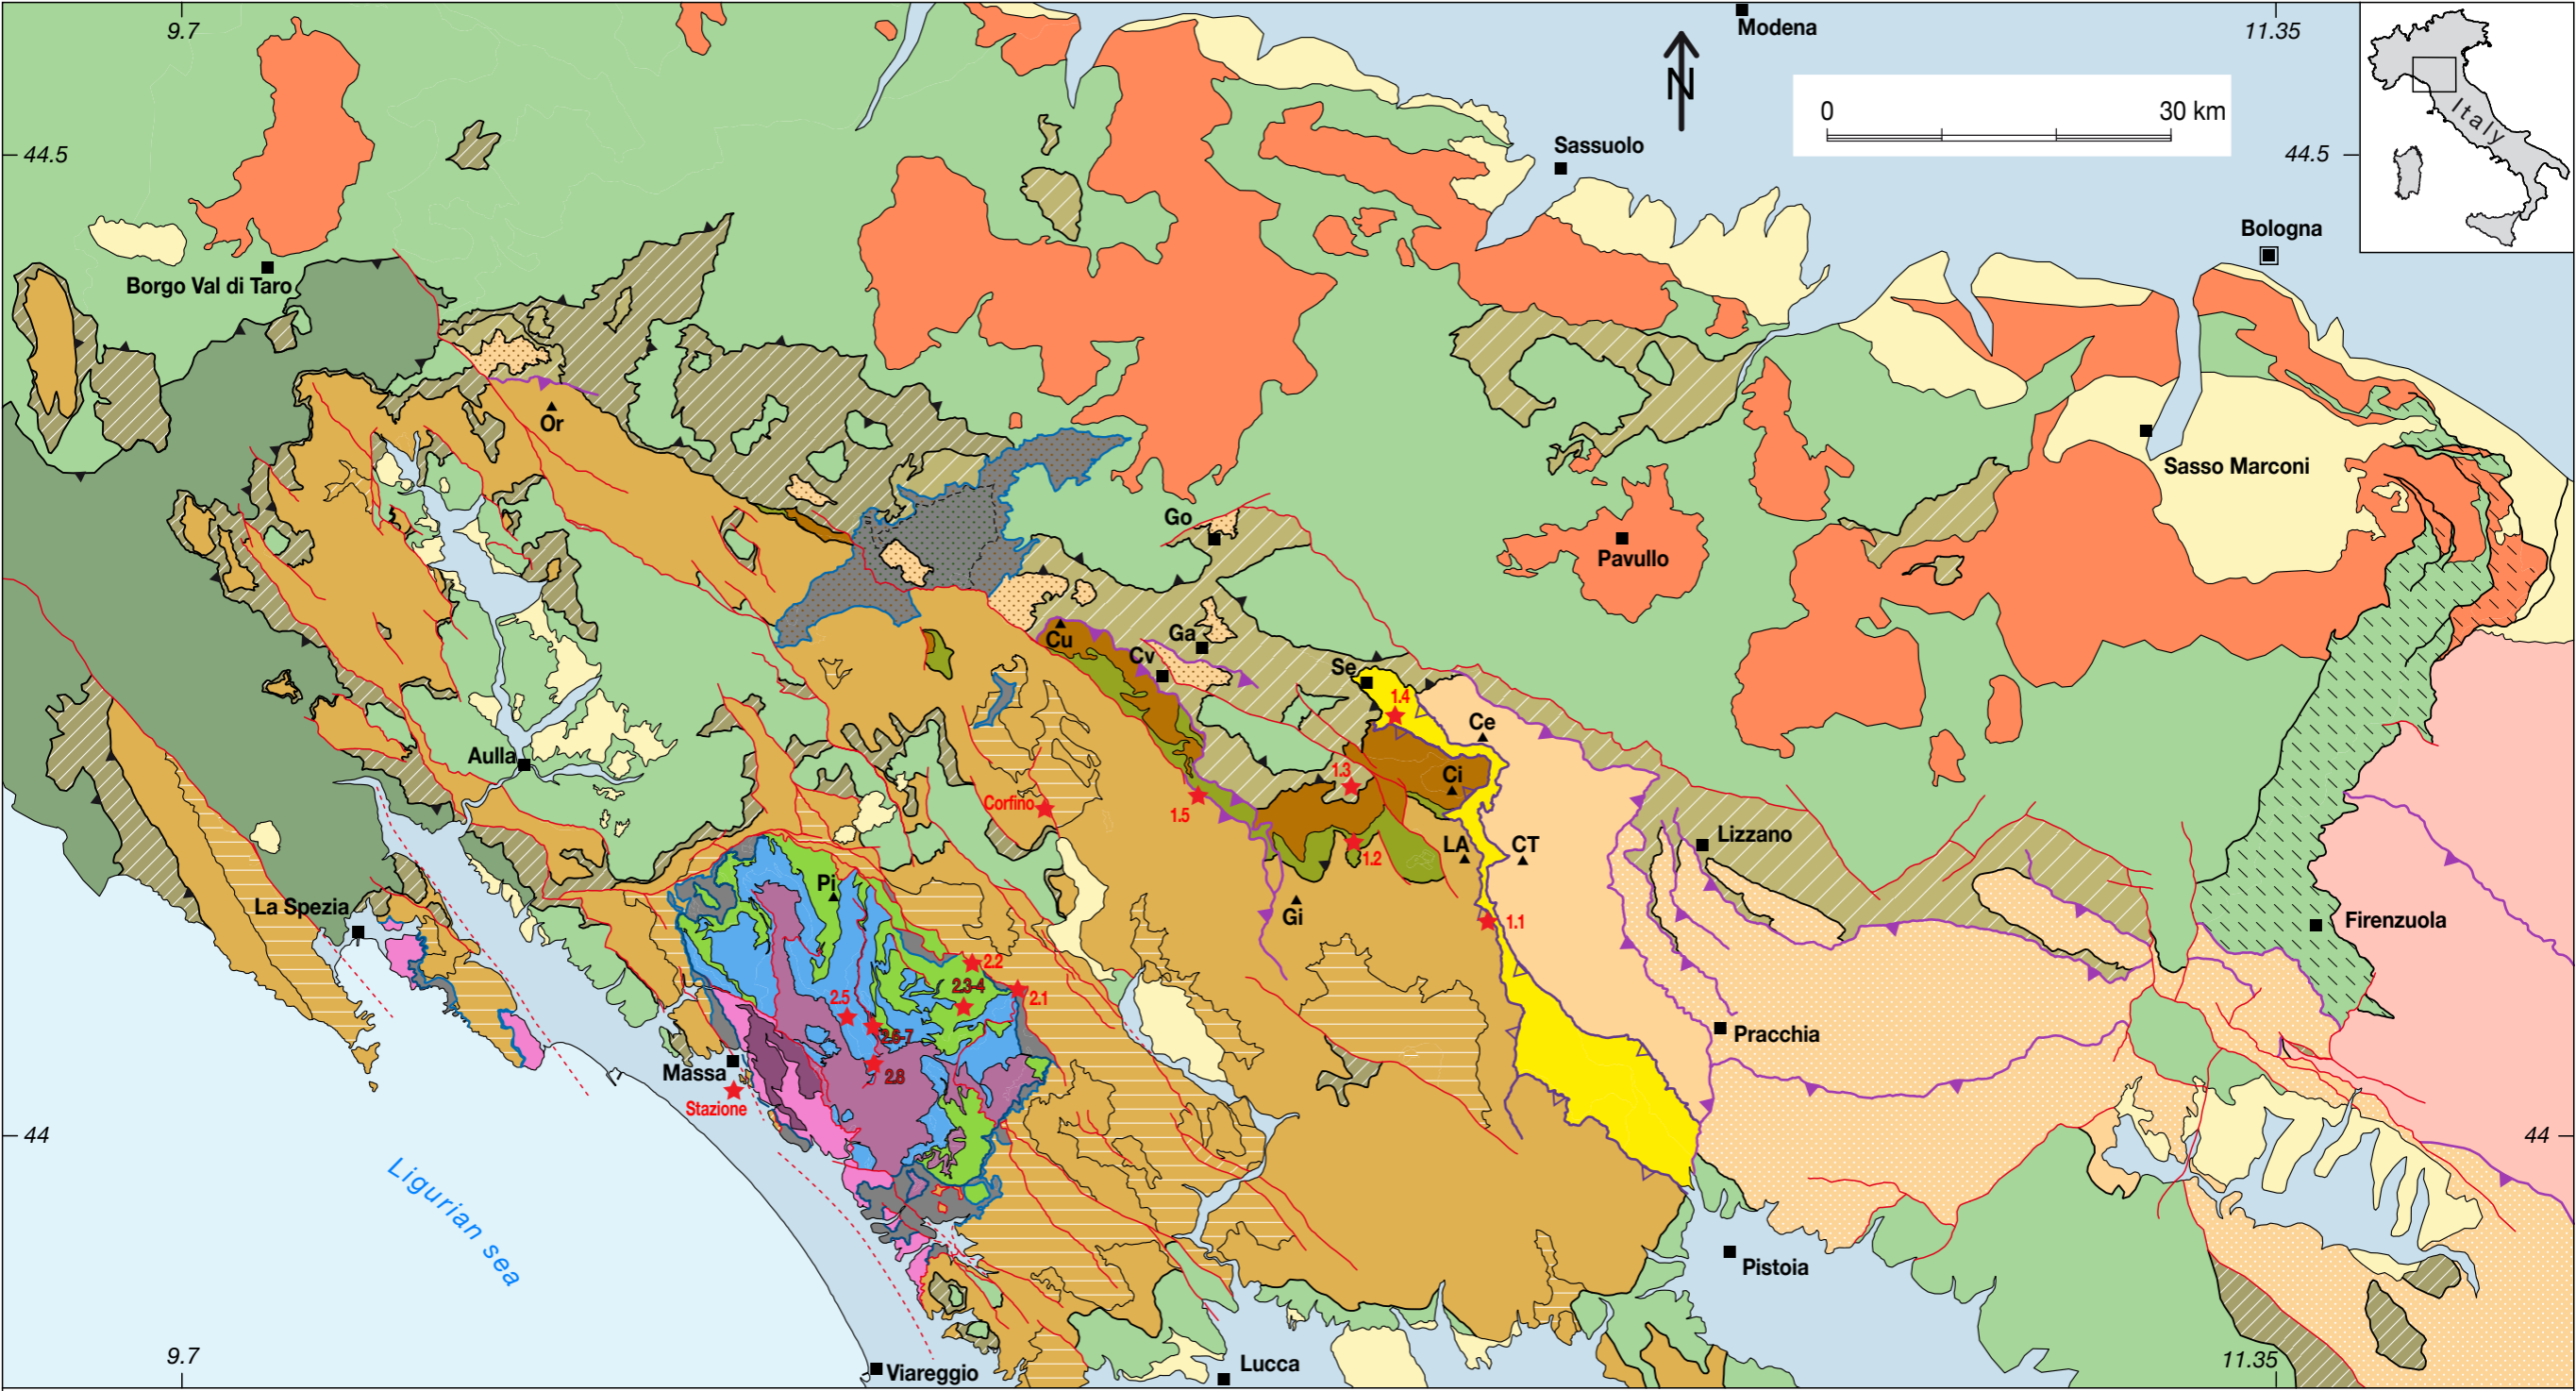 9.7
Modena
11.35
N
0
30 km
Italy
Sassuolo
44.5
44.5
Bologna
Borgo Val di Taro
Or
Sasso Marconi
Go
Pavullo
Cu
Ga
Cv
Se
1.4
Ce
Aulla
1.3
Ci
Corfino
1.5
Lizzano
LA
CT
1.2
Pi
La Spezia
Gi
1.1
Firenzuola
2.2
2.3-4
2.5
2.1
2.6-7
Pracchia
Massa
2.8
Stazione
44
44
Ligurian sea
Pistoia
9.7
11.35
Lucca
Viareggio